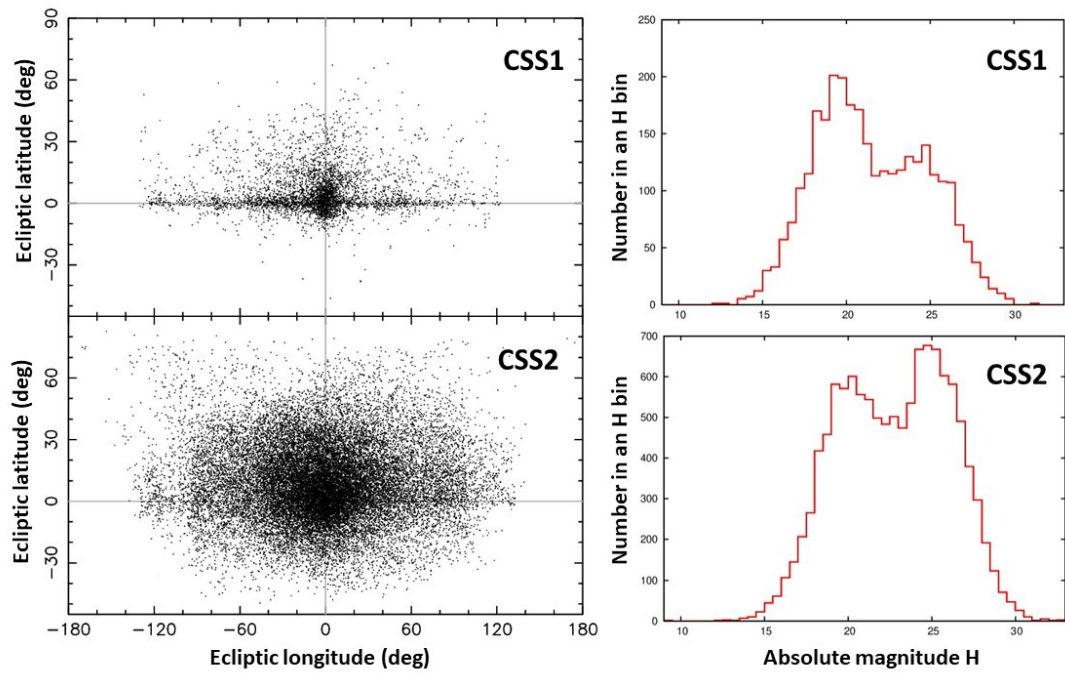 CSS1
90
60
30
0
−30
Ecliptic latitude (deg)
CSS2
60
30
0
−30
Ecliptic latitude (deg)
−180 −120 −60 0 60 120 180
Ecliptic longitude (deg)
CSS1
250
200
150
100
50
0
Number in an H bin
10 15 20 25 30
CSS2
700
600
500
400
300
200
100
0
Number in an H bin
10 15 20 25 30
Absolute magnitude H